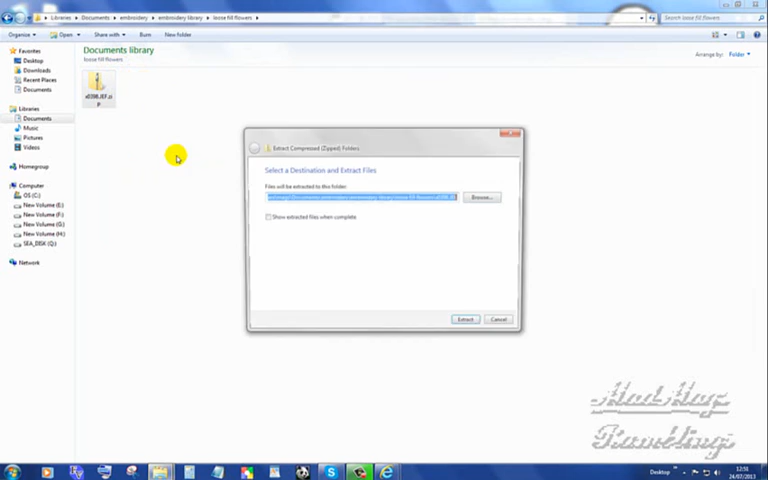 Libraries ▸ Documents ▸ embroidery ▸ embroidery library ▸ loose fill flowers ▸
Search loose fill flowers
Organise Open Share with Burn New folder
Documents library
loose fill flowers
Arrange by: Folder
Favorites
Desktop
Downloads
Recent Places
Documents
Libraries
Documents
Music
Pictures
Videos
Homegroup
Computer
OS (C:)
New Volume (E:)
New Volume (F:)
New Volume (G:)
New Volume (H:)
SEA_DISK (Q:)
Network
Extract Compressed (Zipped) Folders
Select a Destination and Extract Files
Files will be extracted to this folder:
Browse...
Show extracted files when complete
Extract Cancel
MadMags
Ramblings
Desktop
12:51
24/07/2013